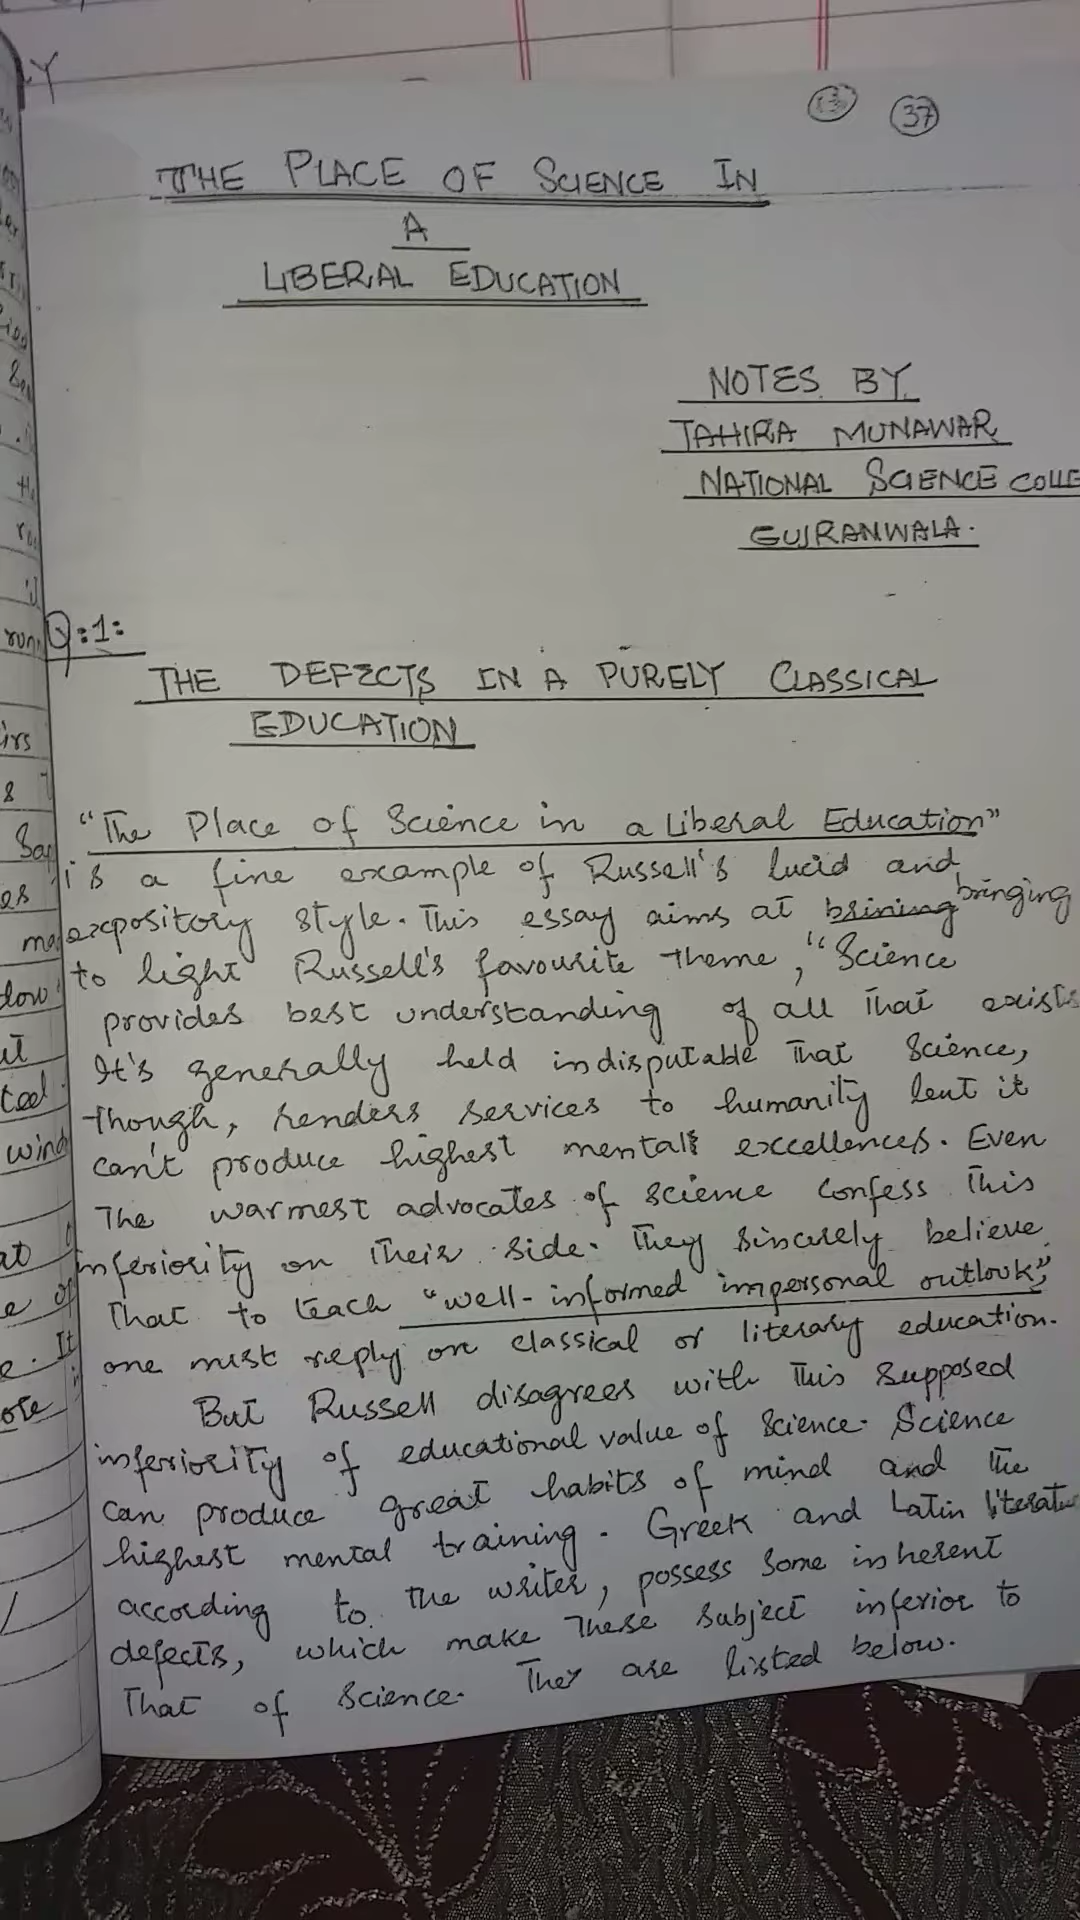 37
THE PLACE OF SCIENCE IN
A
LIBERAL EDUCATION
NOTES BY
TAHIRA MUNAWAR
NATIONAL SCIENCE COLLE
GUJRANWALA.
Q:1:
THE DEFECTS IN A PURELY CLASSICAL
EDUCATION
"The Place of Science in a Liberal Education"
is a fine example of Russell's lucid and
expository style. This essay aims at brining bringing
to light Russell's favourite theme, "Science
provides best understanding of all that exists
It's generally held indisputable that Science,
though, renders services to humanity but it
can't produce highest mental excellences. Even
The warmest advocates of science confess this
inferiority on their side. They sincerely believe
That to teach "well-informed impersonal outlook",
one must reply on classical or literary education.
But Russell disagrees with this supposed
inferiority of educational value of Science. Science
can produce great habits of mind and the
highest mental training. Greek and Latin literatu
according to the writer, possess some inherent
defects, which make these subject inferior to
That of Science. They are listed below.